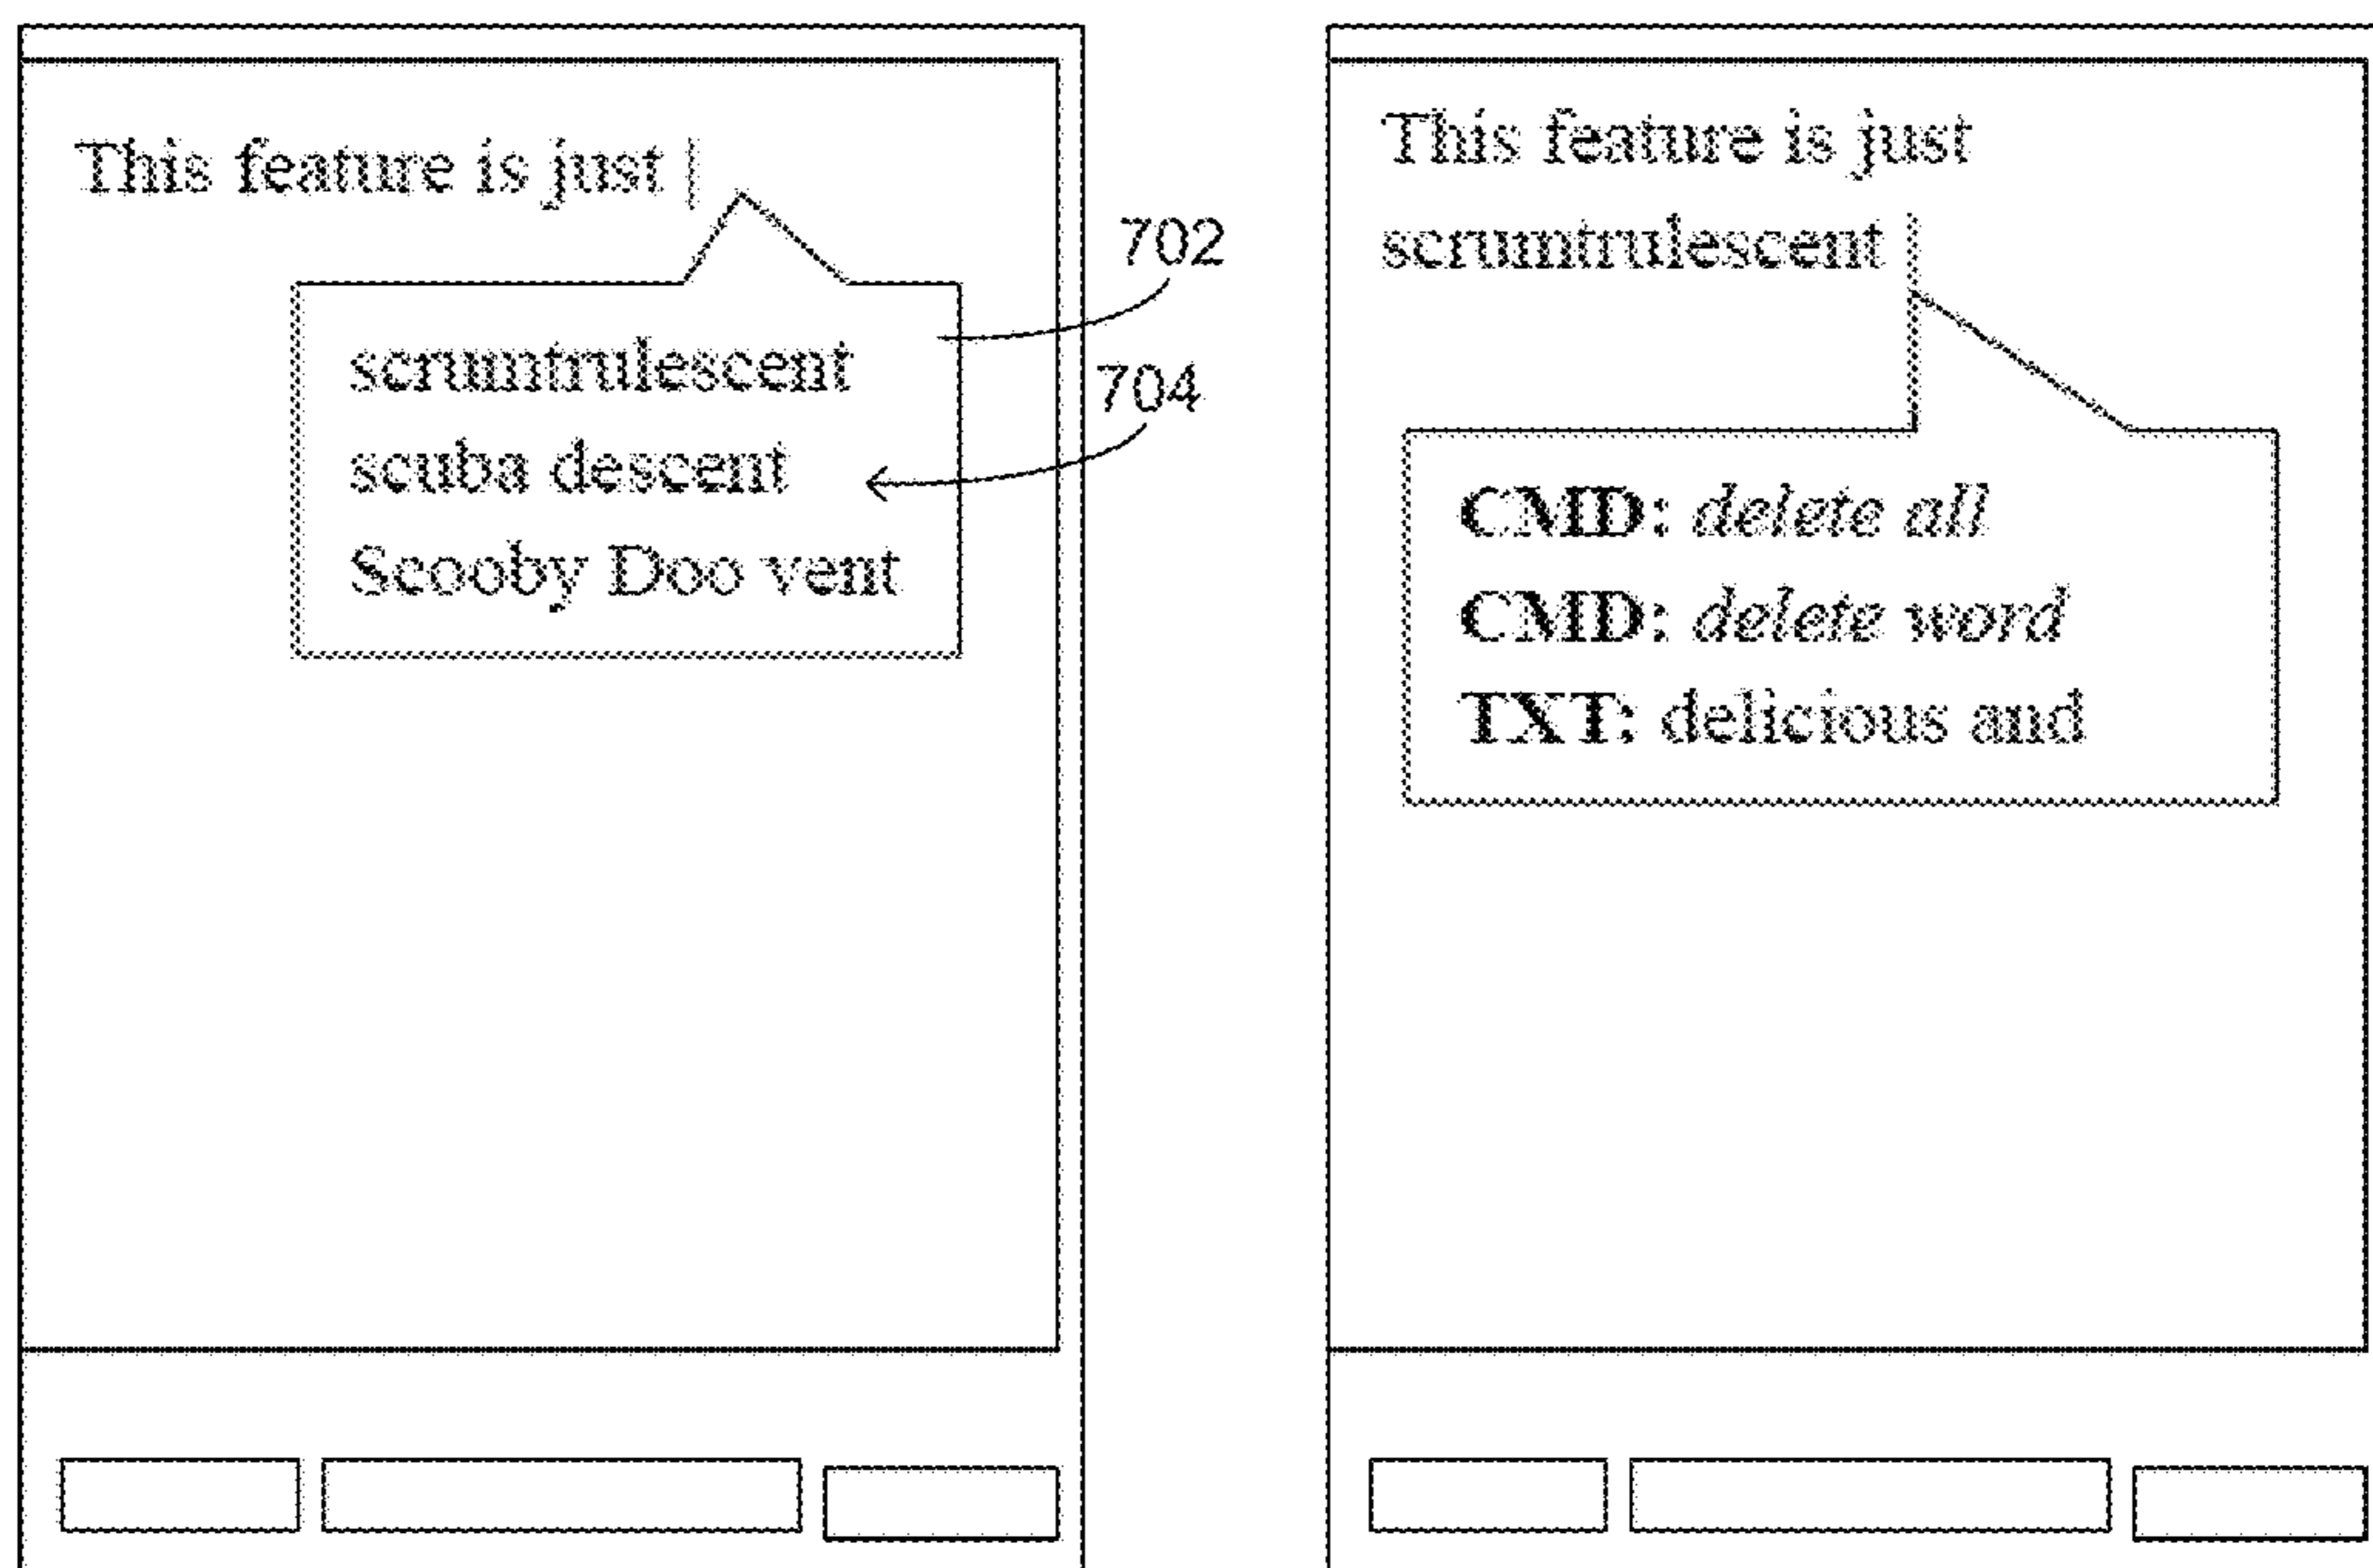 This feature is just
702
scrumtrulescent
704
scuba descent
Scooby Doo vent
This feature is just
scrumtrulescent
CMD: delete all
CMD: delete word
TXT: delicious and